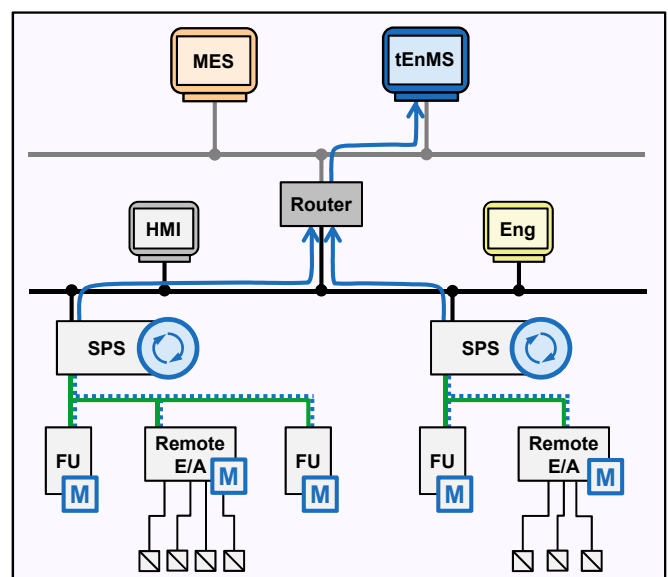 MES
tEnMS
Router
HMI
Eng
SPS
SPS
FU
M
Remote
E/A
M
FU
M
FU
M
Remote
E/A
M